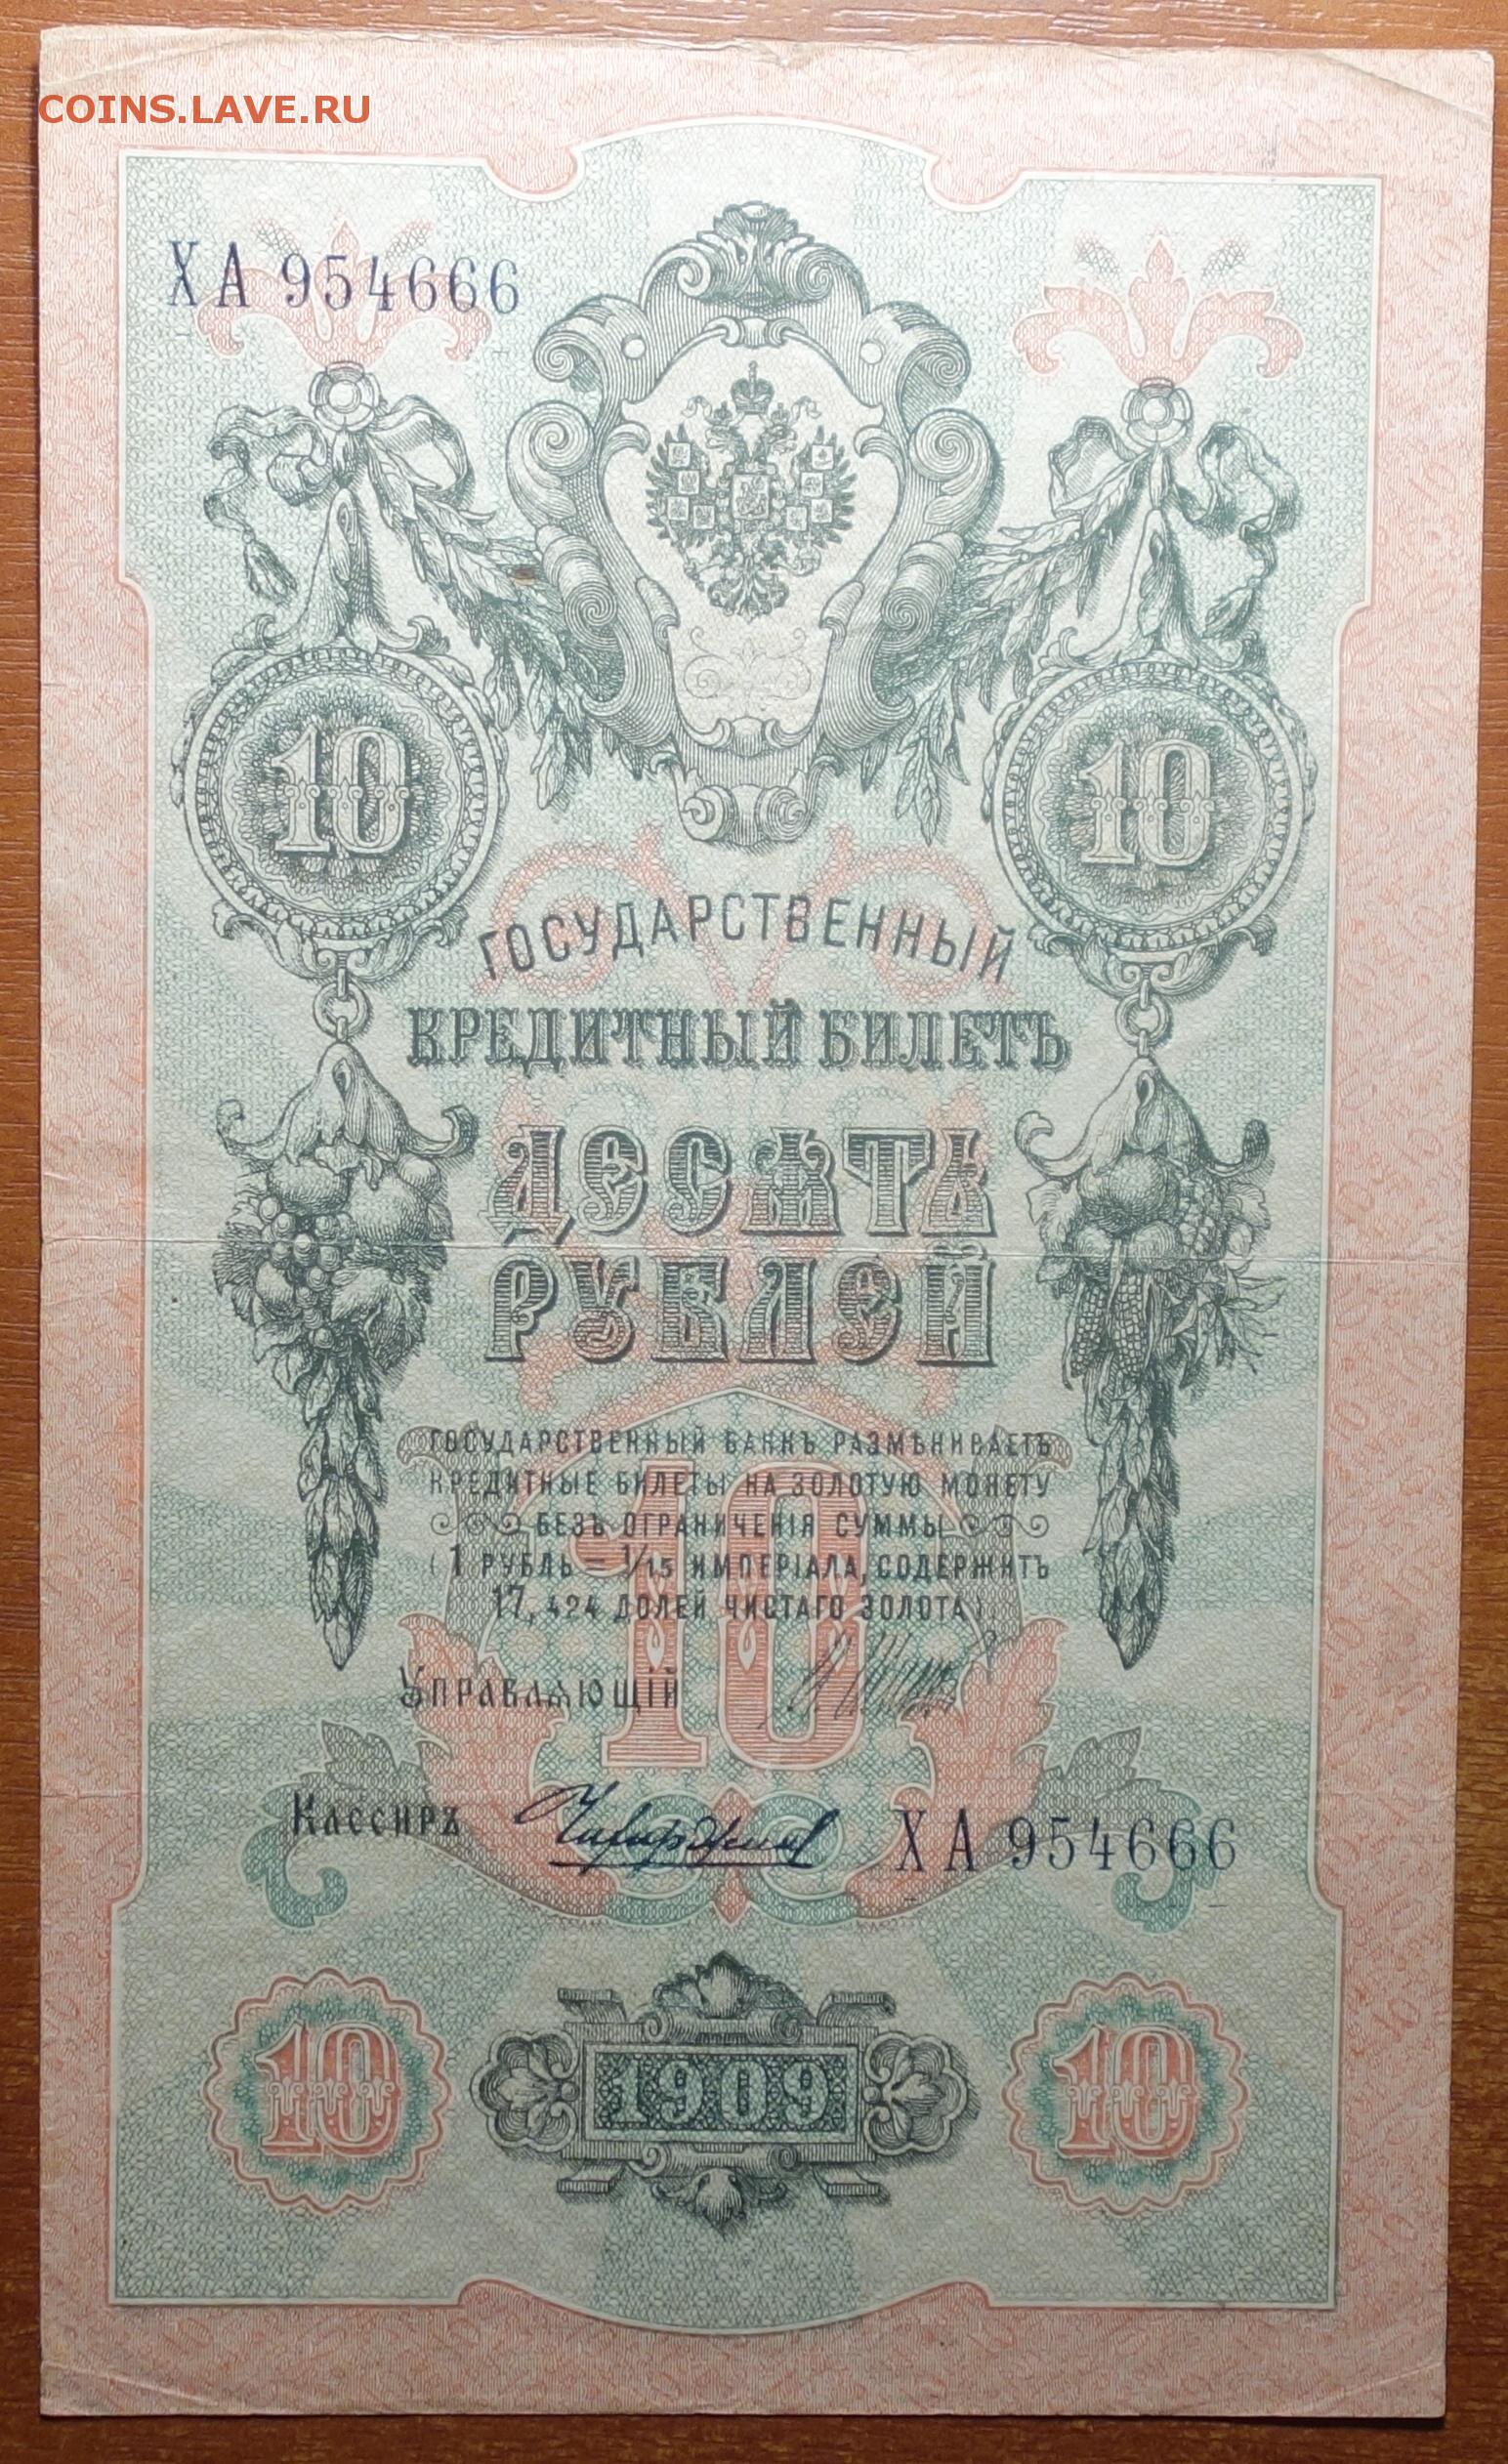 COINS.LAVE.RU
ХА 954666
10 10
ГОСУДАРСТВЕННЫЙ
КРЕДИТНЫЙ БИЛЕТЪ
ДЕСѦТЬ
РУБЛЕЙ
ГОСУДАРСТВЕННЫЙ БАНКЪ РАЗМѢНИВАЕТЪ
КРЕДИТНЫЕ БИЛЕТЫ НА ЗОЛОТУЮ МОНЕТУ
БЕЗЪ ОГРАНИЧЕНІЯ СУММЫ
(1 РУБЛЬ = 1/15 ИМПЕРІАЛА, СОДЕРЖИТЪ
17,424 ДОЛЕЙ ЧИСТАГО ЗОЛОТА).
10
УПРАВЛѦЮЩІЙ
КАССИРЪ
ХА 954666
10 1909 10